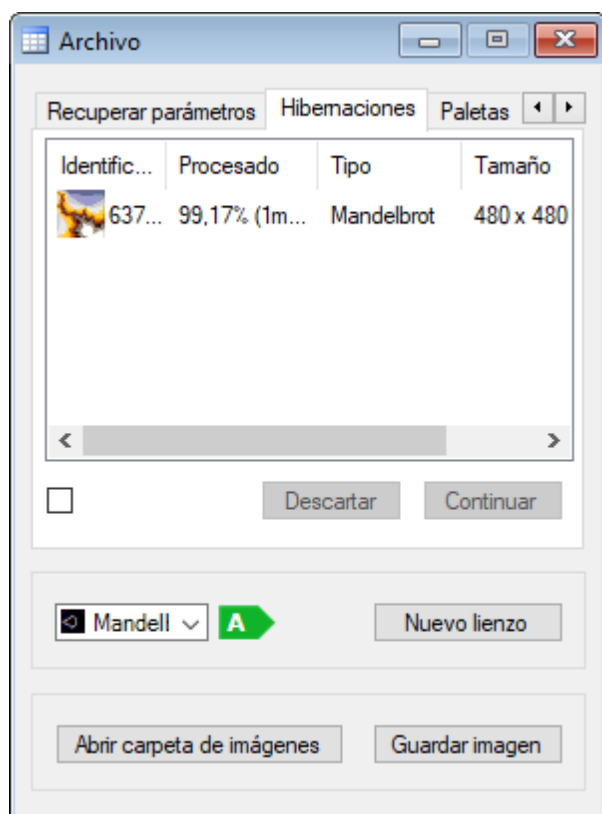 Archivo
Recuperar parámetros Hibernaciones Paletas
Identific... Procesado Tipo Tamaño
637... 99,17% (1m... Mandelbrot 480 x 480
Descartar Continuar
Mandell A Nuevo lienzo
Abrir carpeta de imágenes Guardar imagen